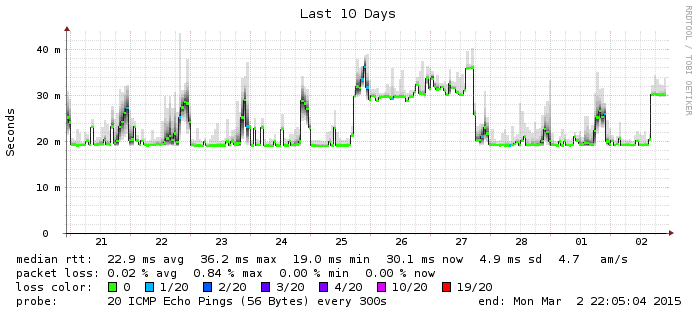 Last 10 Days
RRDTOOL / TOBI OETIKER
Seconds
40 m
30 m
20 m
10 m
0
21 22 23 24 25 26 27 28 01 02
median rtt: 22.9 ms avg 36.2 ms max 19.0 ms min 30.1 ms now 4.9 ms sd 4.7 am/s
packet loss: 0.02 % avg 0.84 % max 0.00 % min 0.00 % now
loss color: 0 1/20 2/20 3/20 4/20 10/20 19/20
probe: 20 ICMP Echo Pings (56 Bytes) every 300s end: Mon Mar 2 22:05:04 2015